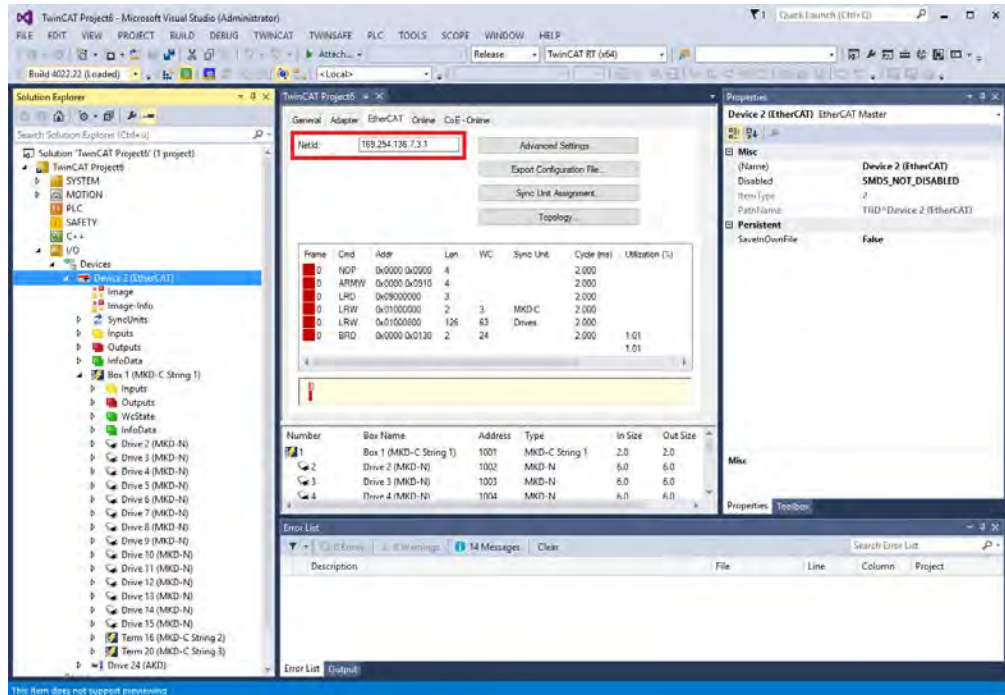 TwinCAT Project6 - Microsoft Visual Studio (Administrator)
1 Quick Launch (Ctrl+Q)
FILE EDIT VIEW PROJECT BUILD DEBUG TWINCAT TWINSAFE PLC TOOLS SCOPE WINDOW HELP
Attach... Release TwinCAT RT (x64)
Build 4022.22 (Loaded) <Local>
Solution Explorer
Search Solution Explorer (Ctrl+ü)
Solution 'TwinCAT Project6' (1 project)
TwinCAT Project6
SYSTEM
MOTION
PLC
SAFETY
C++
I/O
Devices
Device 2 (EtherCAT)
Image
Image-Info
SyncUnits
Inputs
Outputs
InfoData
Box 1 (MKD-C String 1)
Inputs
Outputs
WcState
InfoData
Drive 2 (MKD-N)
Drive 3 (MKD-N)
Drive 4 (MKD-N)
Drive 5 (MKD-N)
Drive 6 (MKD-N)
Drive 7 (MKD-N)
Drive 8 (MKD-N)
Drive 9 (MKD-N)
Drive 10 (MKD-N)
Drive 11 (MKD-N)
Drive 12 (MKD-N)
Drive 13 (MKD-N)
Drive 14 (MKD-N)
Drive 15 (MKD-N)
Term 16 (MKD-C String 2)
Term 20 (MKD-C String 3)
Drive 24 (AKD)
TwinCAT Project6
General Adapter EtherCAT Online CoE - Online
NetId: 169.254.136.7.3.1
Advanced Settings...
Export Configuration File...
Sync Unit Assignment...
Topology...
Frame Cmd Addr Len WC Sync Unit Cycle (ms) Utilization (%)
0 NOP 0x0000 0x0900 4 2.000
0 ARMW 0x0000 0x0910 4 2.000
0 LRD 0x09000000 3 2.000
0 LRW 0x01000000 2 3 MKD-C 2.000
0 LRW 0x01000800 126 63 Drives 2.000
0 BRD 0x0000 0x0130 2 24 2.000 1.01
1.01
0
Number Box Name Address Type In Size Out Size
1 Box 1 (MKD-C String 1) 1001 MKD-C String 1 2.0 2.0
2 Drive 2 (MKD-N) 1002 MKD-N 6.0 6.0
3 Drive 3 (MKD-N) 1003 MKD-N 6.0 6.0
4 Drive 4 (MKD-N) 1004 MKD-N 6.0 6.0
Properties
Device 2 (EtherCAT) EtherCAT Master
Misc
(Name) Device 2 (EtherCAT)
Disabled SMDS_NOT_DISABLED
ItemType 2
PathName TIID^Device 2 (EtherCAT)
Persistent
SaveInOwnFile False
Misc
Properties Toolbox
Error List
0 Errors 0 Warnings 14 Messages Clear
Search Error List
Description File Line Column Project
Error List Output
This item does not support previewing